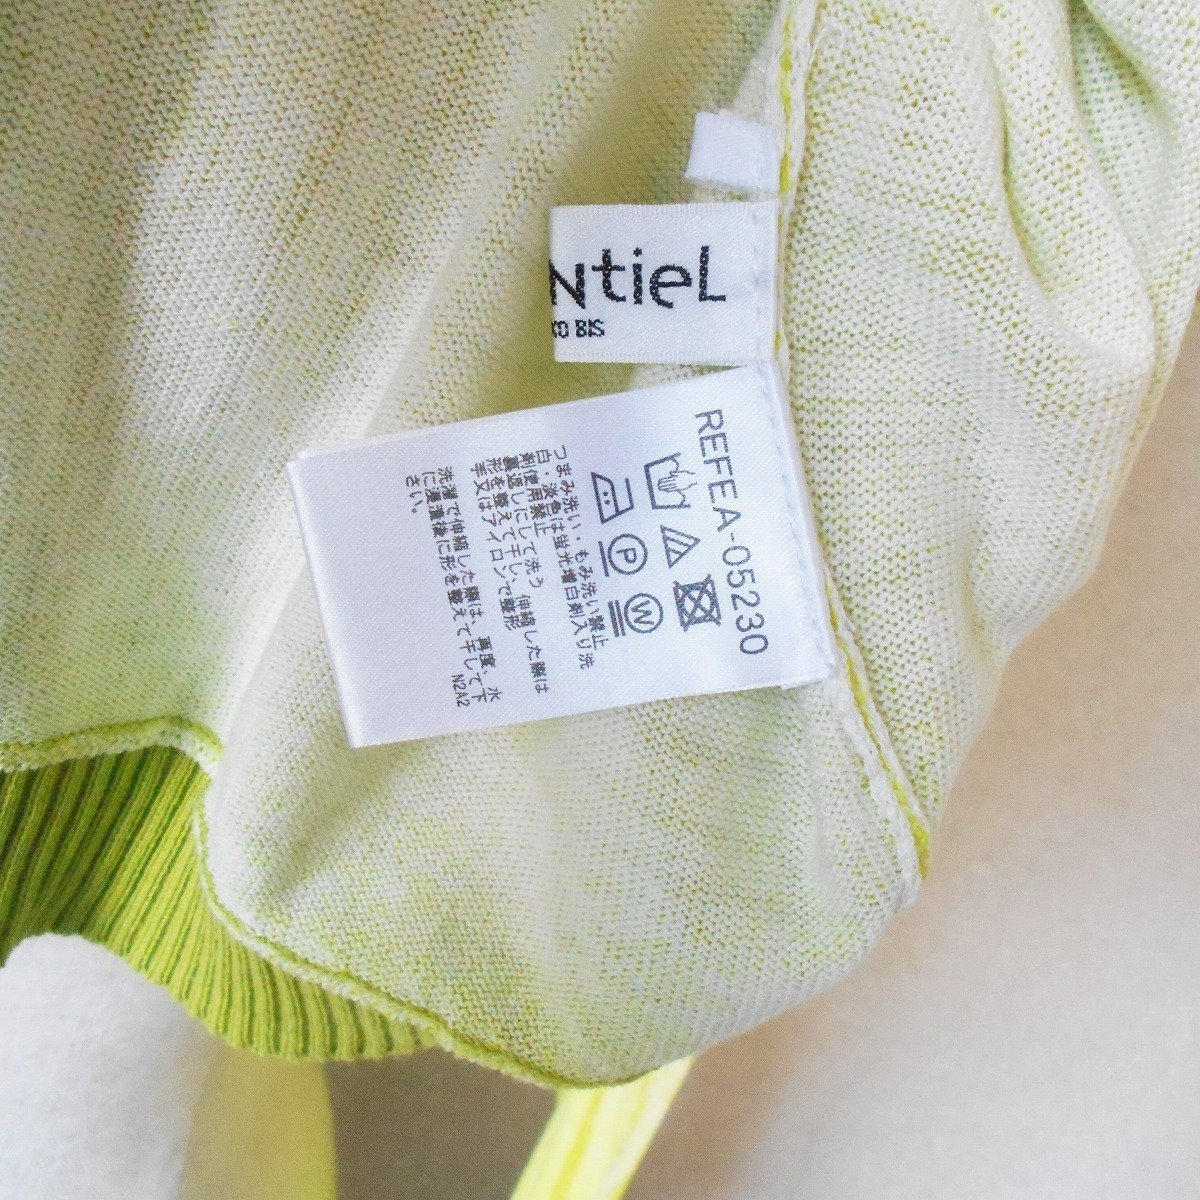 NtieL
KO BIS
REFEA-05230
P
W
つまみ洗い・もみ洗い禁止
白・淡色は蛍光増白剤入り洗
剤使用禁止
裏返しにして洗う 伸縮した際は
形を整えて干し、
手又はアイロンで整形
洗濯で伸縮した際は、再度、水
に浸漬後に形を整えて干して下
さい。
N2A2